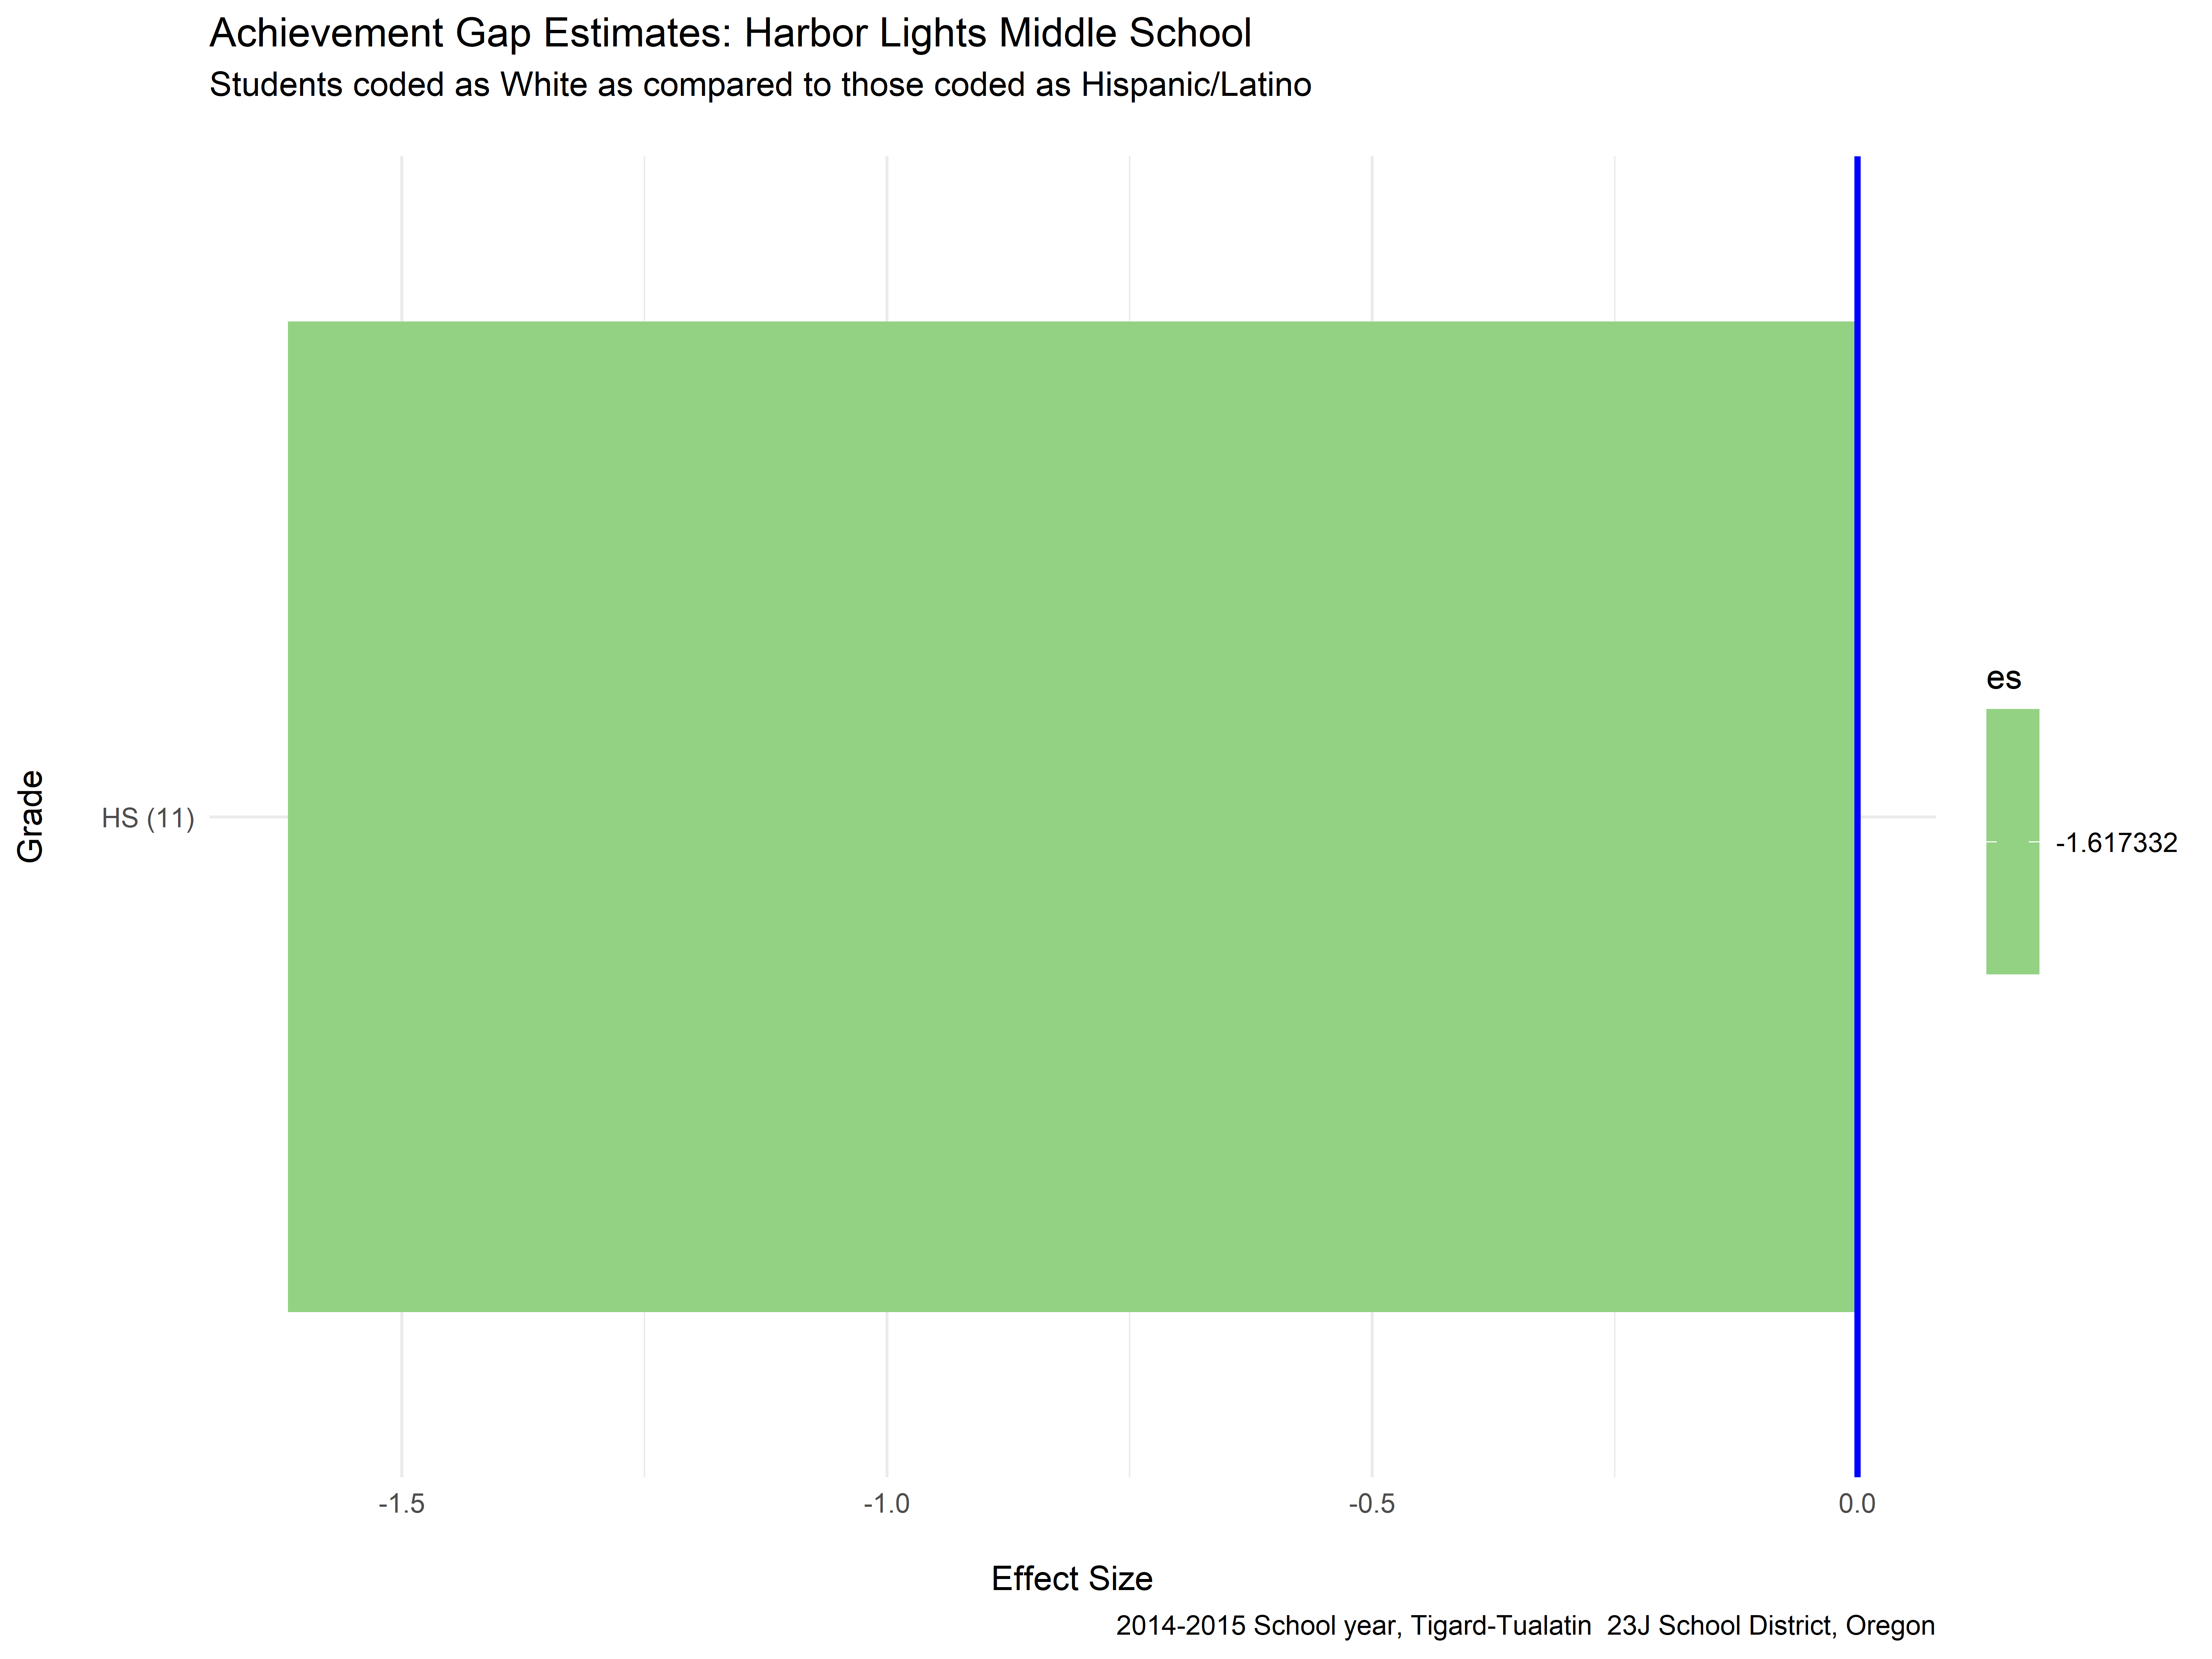 Achievement Gap Estimates: Harbor Lights Middle School
Students coded as White as compared to those coded as Hispanic/Latino
Grade
HS (11)
es
-1.617332
-1.5
-1.0
-0.5
0.0
Effect Size
2014-2015 School year, Tigard-Tualatin  23J School District, Oregon